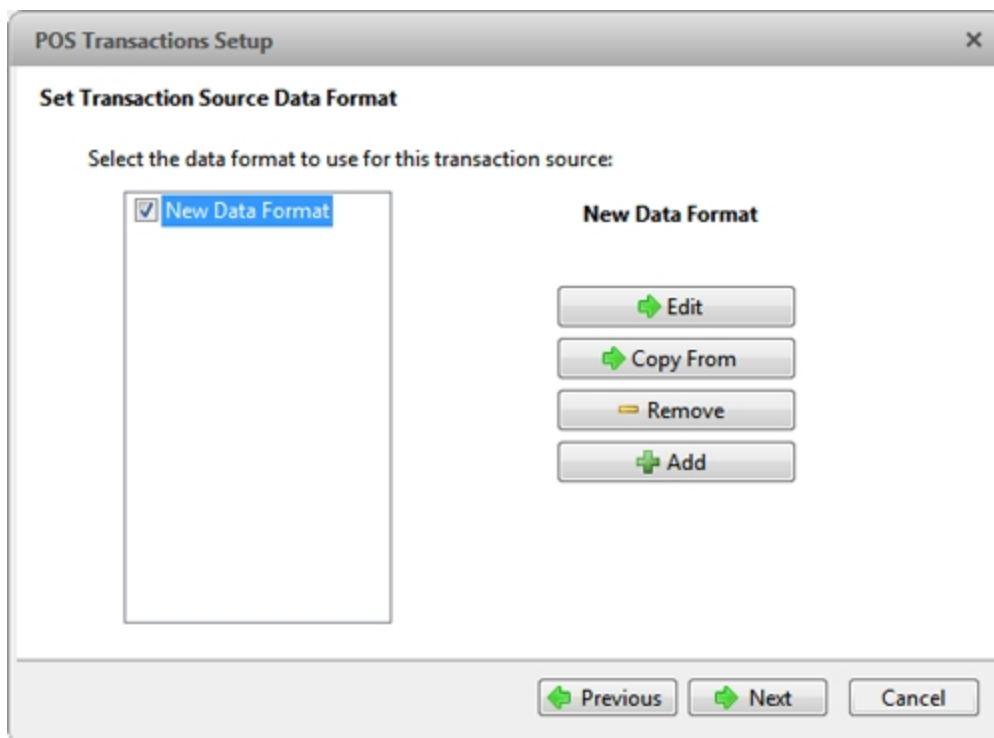 POS Transactions Setup
Set Transaction Source Data Format
Select the data format to use for this transaction source:
New Data Format
New Data Format
Edit
Copy From
Remove
Add
Previous
Next
Cancel